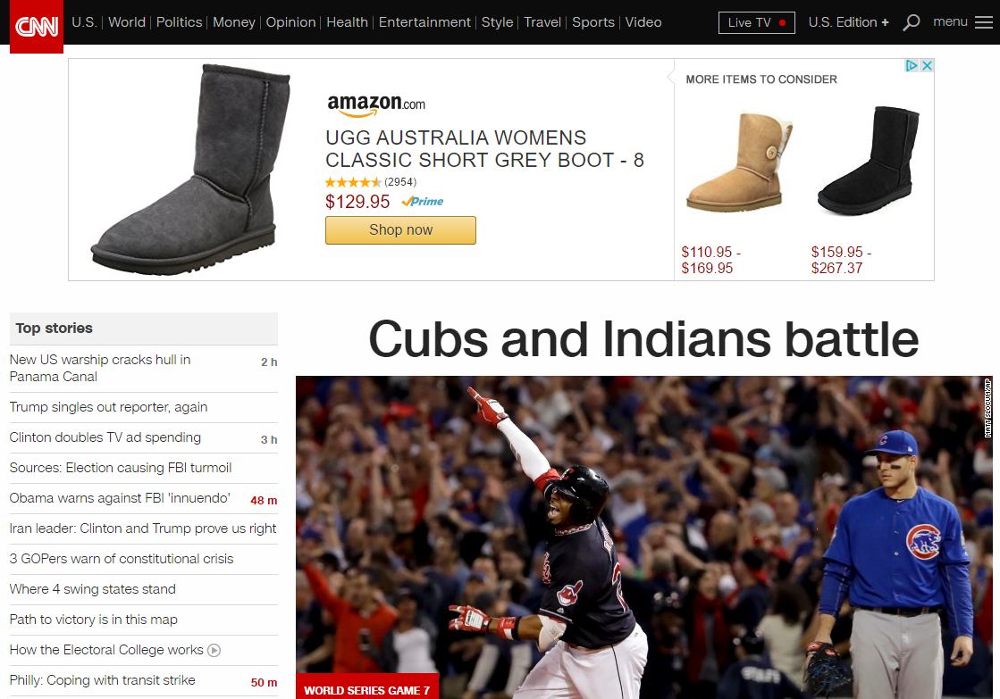 CNN
U.S.
World
Politics
Money
Opinion
Health
Entertainment
Style
Travel
Sports
Video
Live TV
U.S. Edition +
menu
amazon.com
UGG AUSTRALIA WOMENS
CLASSIC SHORT GREY BOOT - 8
(2954)
$129.95 Prime
Shop now
MORE ITEMS TO CONSIDER
$110.95 -
$169.95
$159.95 -
$267.37
Top stories
New US warship cracks hull in
Panama Canal
2 h
Trump singles out reporter, again
Clinton doubles TV ad spending 3 h
Sources: Election causing FBI turmoil
Obama warns against FBI 'innuendo' 48 m
Iran leader: Clinton and Trump prove us right
3 GOPers warn of constitutional crisis
Where 4 swing states stand
Path to victory is in this map
How the Electoral College works
Philly: Coping with transit strike 50 m
Cubs and Indians battle
MATT SLOCUM/AP
C
WORLD SERIES GAME 7